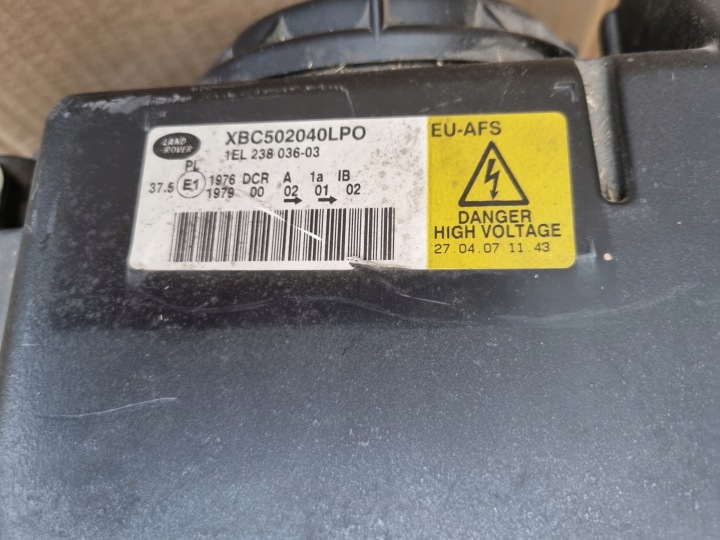 LAND
ROVER
XBC502040LPO
1EL 238 036-03
PL
37.5 E1 1976 DCR A 1a IB
1979 00 02 01 02
EU-AFS
DANGER
HIGH VOLTAGE
27.04.07 11.43